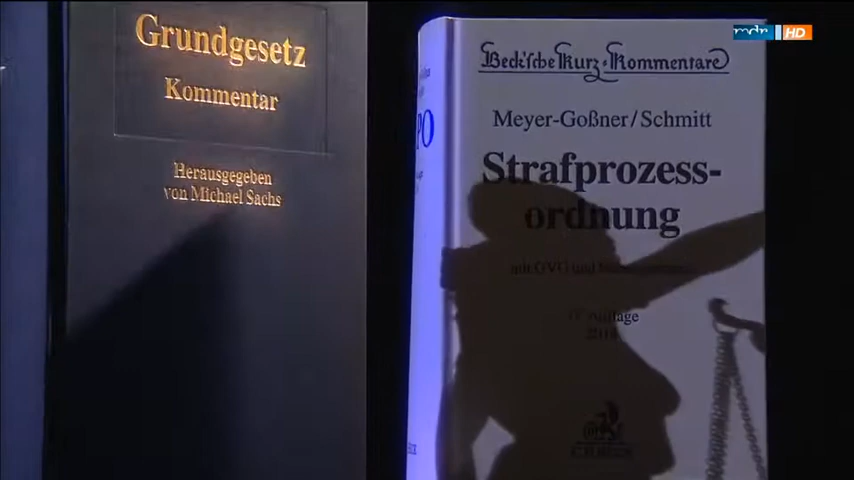 Grundgesetz
Kommentar
Herausgegeben
von Michael Sachs
Beck'sche Kurz-Kommentare
Meyer-Goßner/Schmitt
Strafprozess-
ordnung
mit GVG und
Auflage
PO
mdr HD